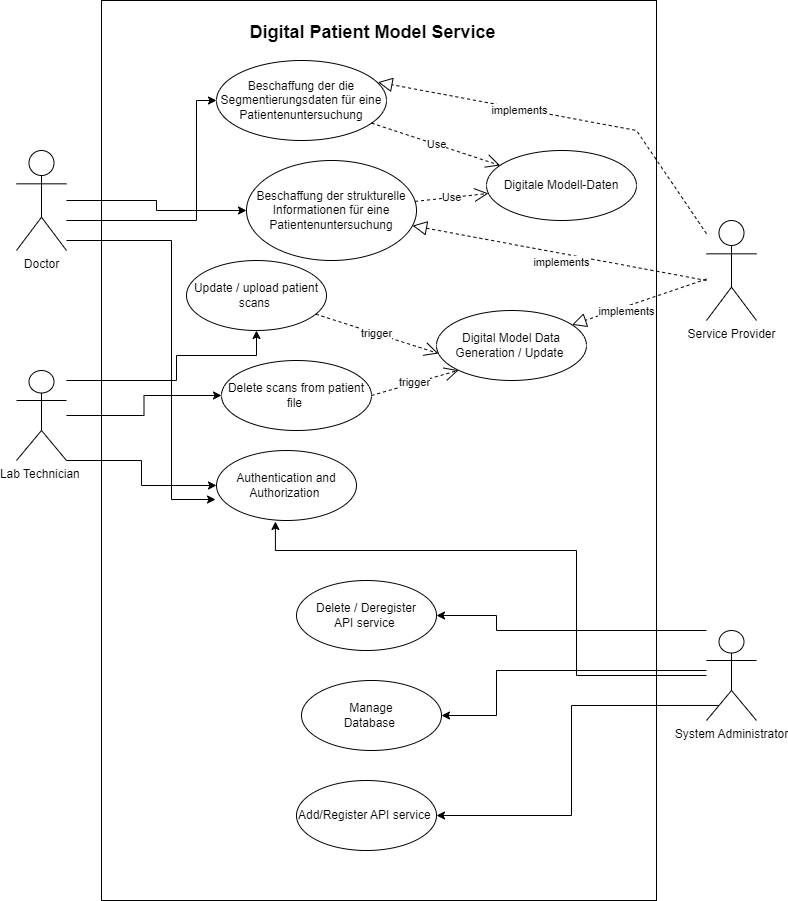 Digital Patient Model Service
Beschaffung der die
Segmentierungsdaten für eine
Patientenuntersuchung
implements
Use
Digitale Modell-Daten
Beschaffung der strukturelle
Informationen für eine
Patientenuntersuchung
Use
Doctor
implements
Update / upload patient
scans
implements
Service Provider
trigger
Digital Model Data
Generation / Update
trigger
Delete scans from patient
file
Lab Technician
Authentication and
Authorization
Delete / Deregister
API service
Manage
Database
System Administrator
Add/Register API service